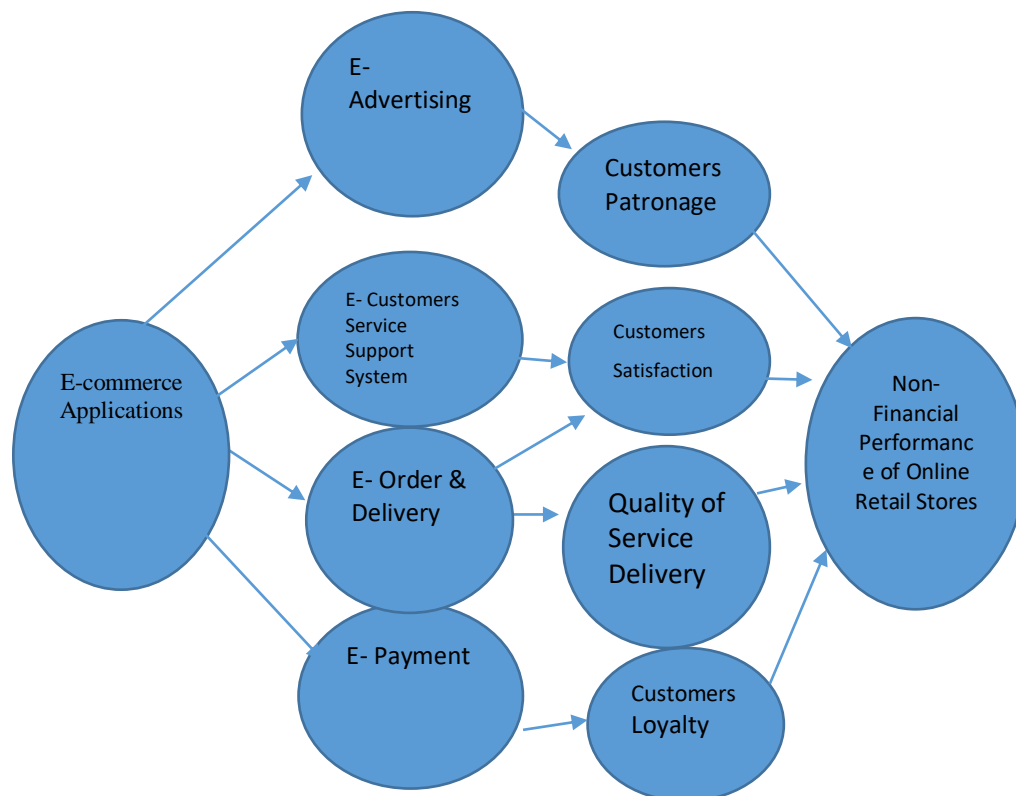 E-
Advertising
Customers
Patronage
E- Customers
Service
Support
System
Customers
Satisfaction
E-commerce
Applications
Non-
Financial
Performanc
e of Online
Retail Stores
E- Order &
Delivery
Quality of
Service
Delivery
E- Payment
Customers
Loyalty